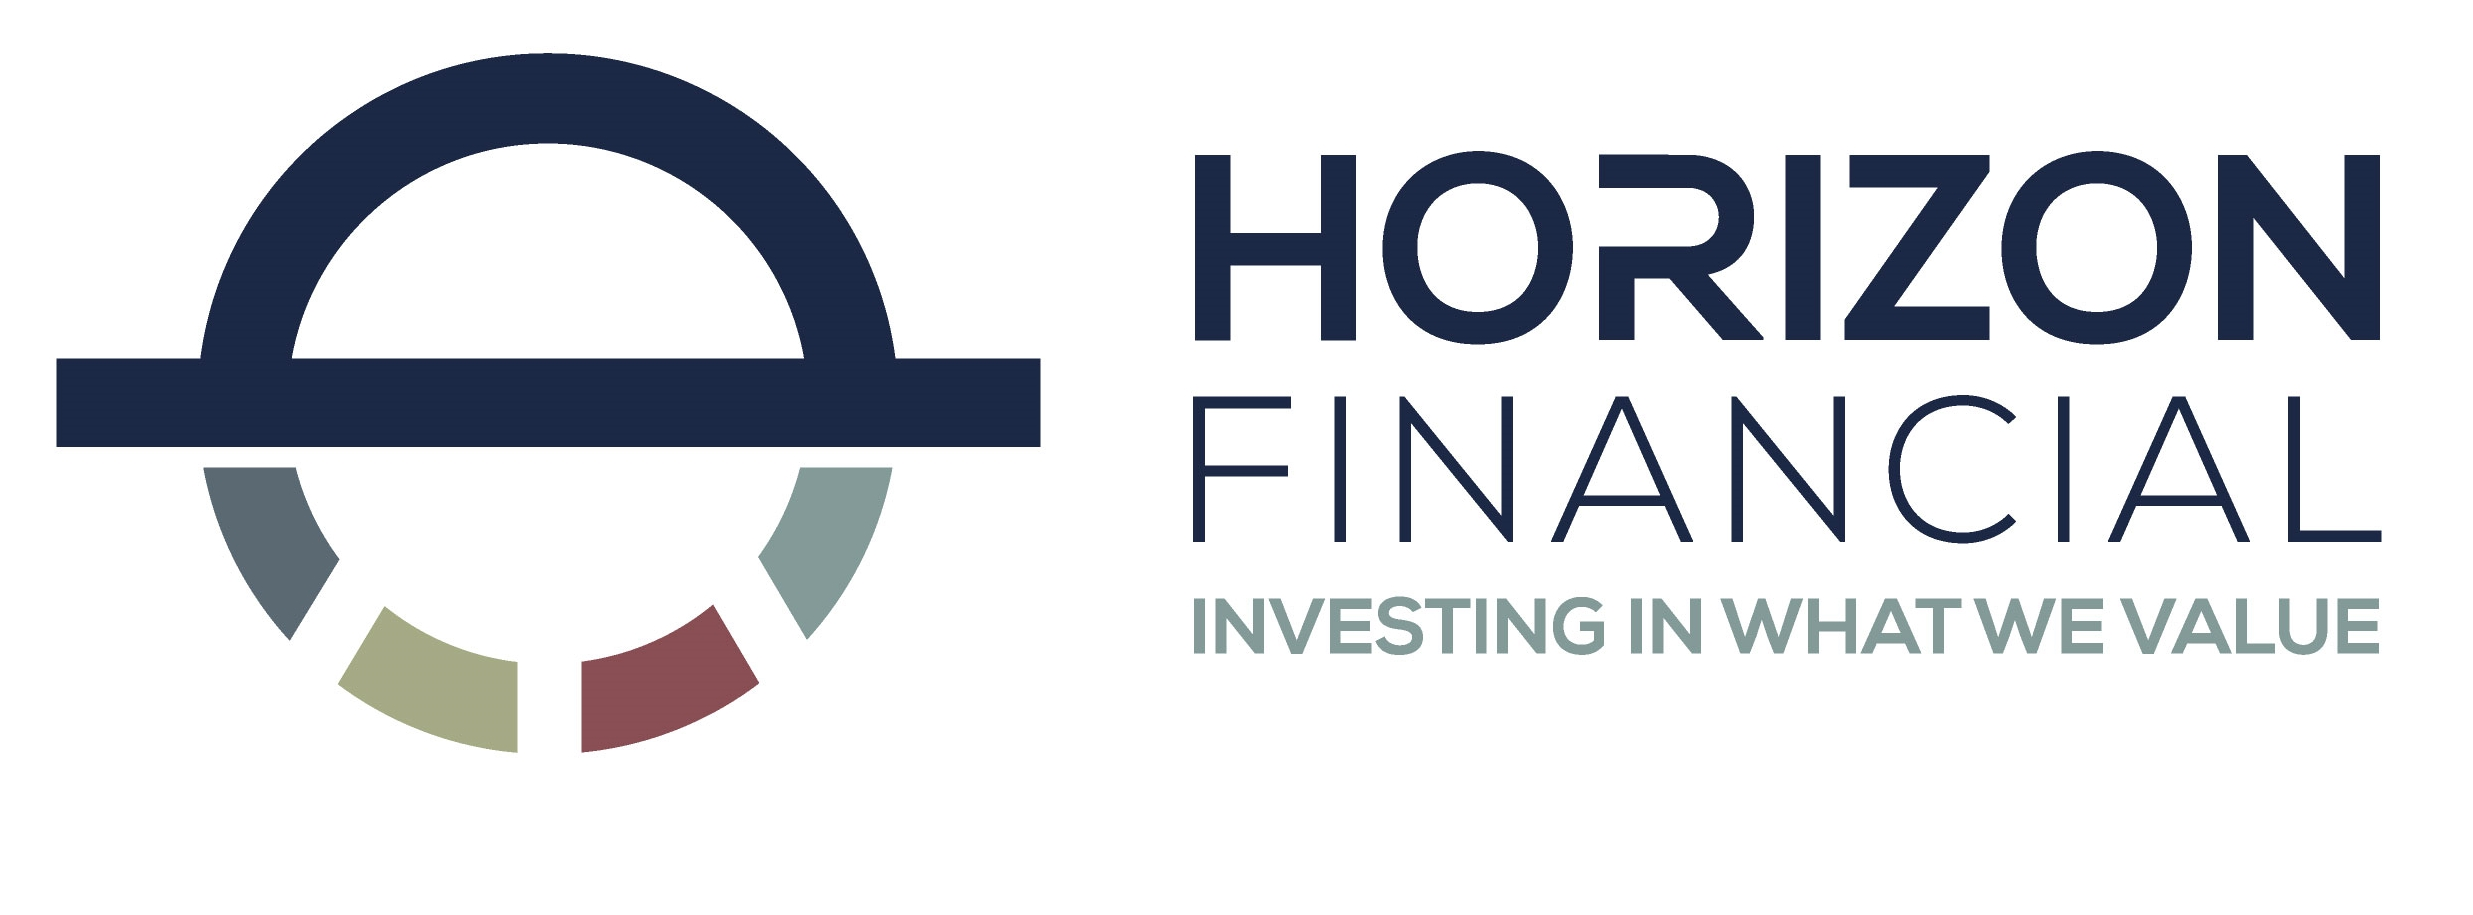 HORIZON
FINANCIAL
INVESTING IN WHAT WE VALUE